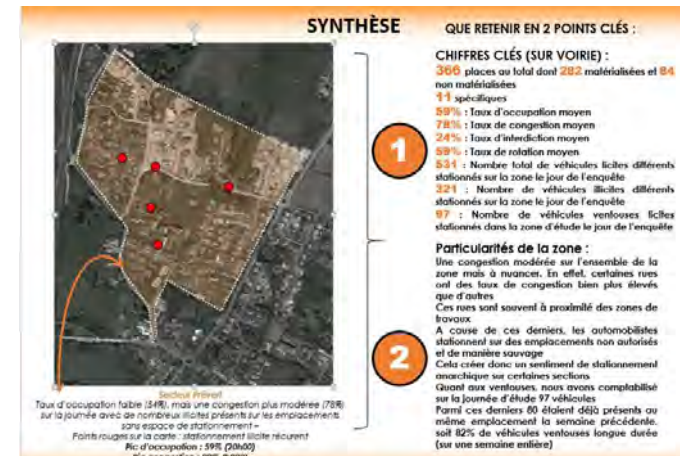 SYNTHÈSE
QUE RETENIR EN 2 POINTS CLÉS :
CHIFFRES CLÉS (SUR VOIRIE) :
366 places au total dont 282 matérialisées et 84
non matérialisées
11 spécifiques
59% : Taux d'occupation moyen
78% : Taux de congestion moyen
24% : Taux d'interdiction moyen
59% : Taux de rotation moyen
531 : Nombre total de véhicules licites différents
stationnés sur la zone le jour de l'enquête
321 : Nombre de véhicules illicites différents
stationnés sur la zone le jour de l'enquête
97 : Nombre de véhicules ventouses licites
stationnés dans la zone d'étude le jour de l'enquête
1
Particularités de la zone :
Une congestion modérée sur l'ensemble de la
zone mais à nuancer. En effet, certaines rues
ont des taux de congestion bien plus élevés
que d'autres
Ces rues sont souvent à proximité des zones de
travaux
A cause de ces derniers, les automobilistes
stationnent sur des emplacements non autorisés
et de manière sauvage
Cela créer donc un sentiment de stationnement
anarchique sur certaines sections
Quant aux ventouses, nous avons comptabilisé
sur la journée d'étude 97 véhicules
Parmi ces derniers 80 étaient déjà présents au
même emplacement la semaine précédente,
soit 82% de véhicules ventouses longue durée
(sur une semaine entière)
2
Secteur Prévert
Taux d'occupation faible (54%), mais une congestion plus modérée (78%)
sur la journée avec de nombreux illicites présents sur les emplacements
sans espace de stationnement –
Points rouges sur la carte : stationnement illicite récurent
Pic d'occupation : 59% (20h00)